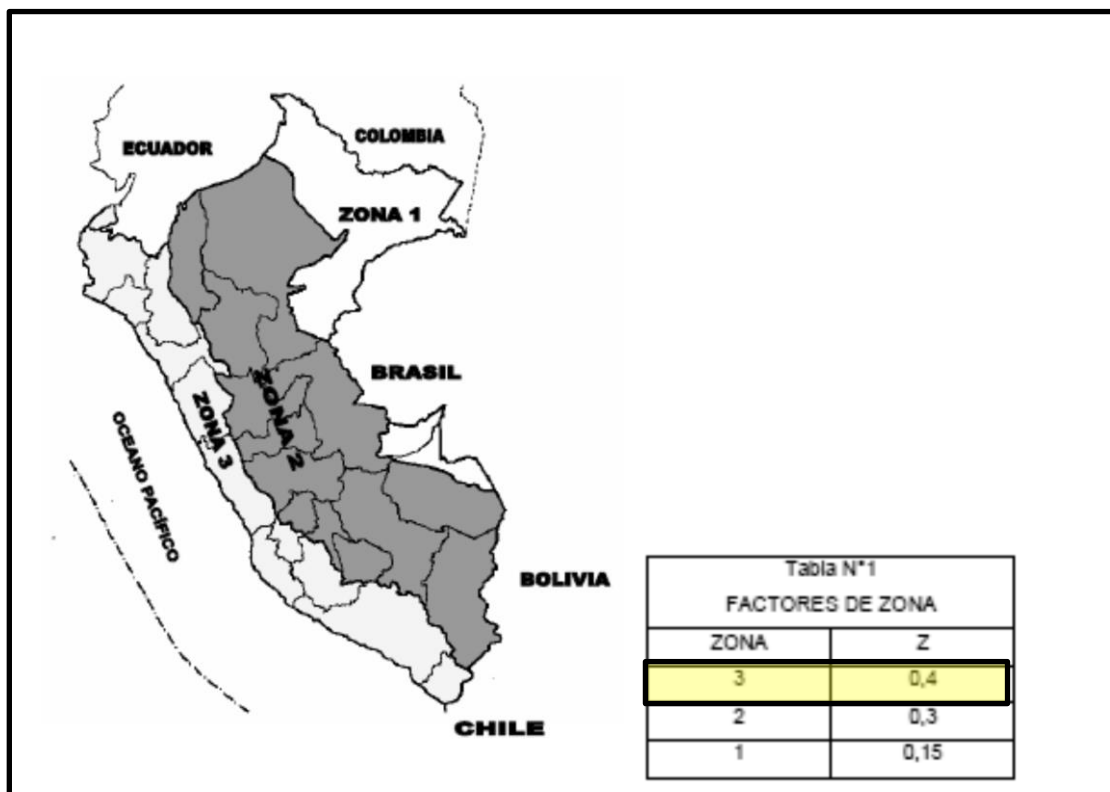 ECUADOR
COLOMBIA
ZONA 1
BRASIL
ZONA 2
ZONA 3
OCEANO PACÍFICO
BOLIVIA
CHILE
Tabla N°1
FACTORES DE ZONA
ZONA Z
3 0,4
2 0,3
1 0,15